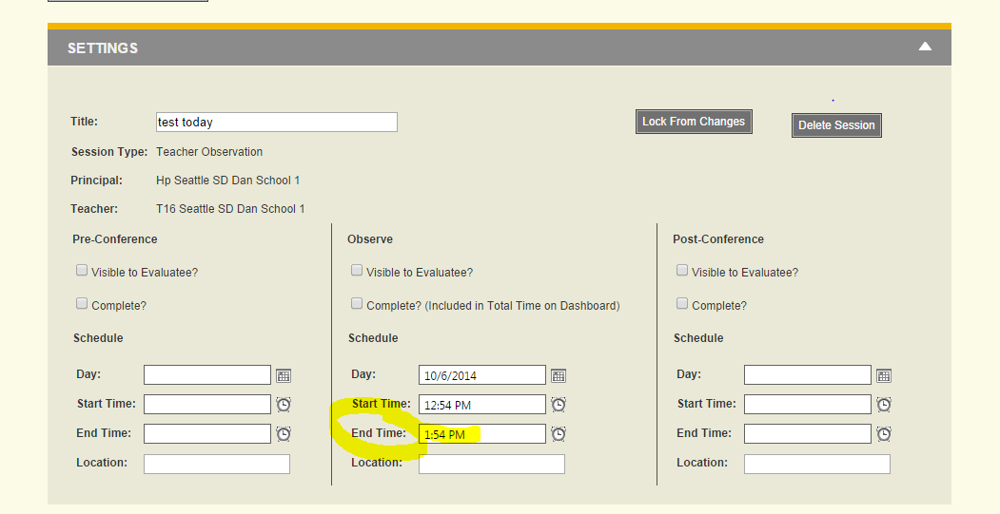 SETTINGS
Title: test today Lock From Changes Delete Session
Session Type: Teacher Observation
Principal: Hp Seattle SD Dan School 1
Teacher: T16 Seattle SD Dan School 1
Pre-Conference Observe Post-Conference
Visible to Evaluatee? Visible to Evaluatee? Visible to Evaluatee?
Complete? Complete? (Included in Total Time on Dashboard) Complete?
Schedule Schedule Schedule
Day: Day: 10/6/2014 Day:
Start Time: Start Time: 12:54 PM Start Time:
End Time: End Time: 1:54 PM End Time:
Location: Location: Location: